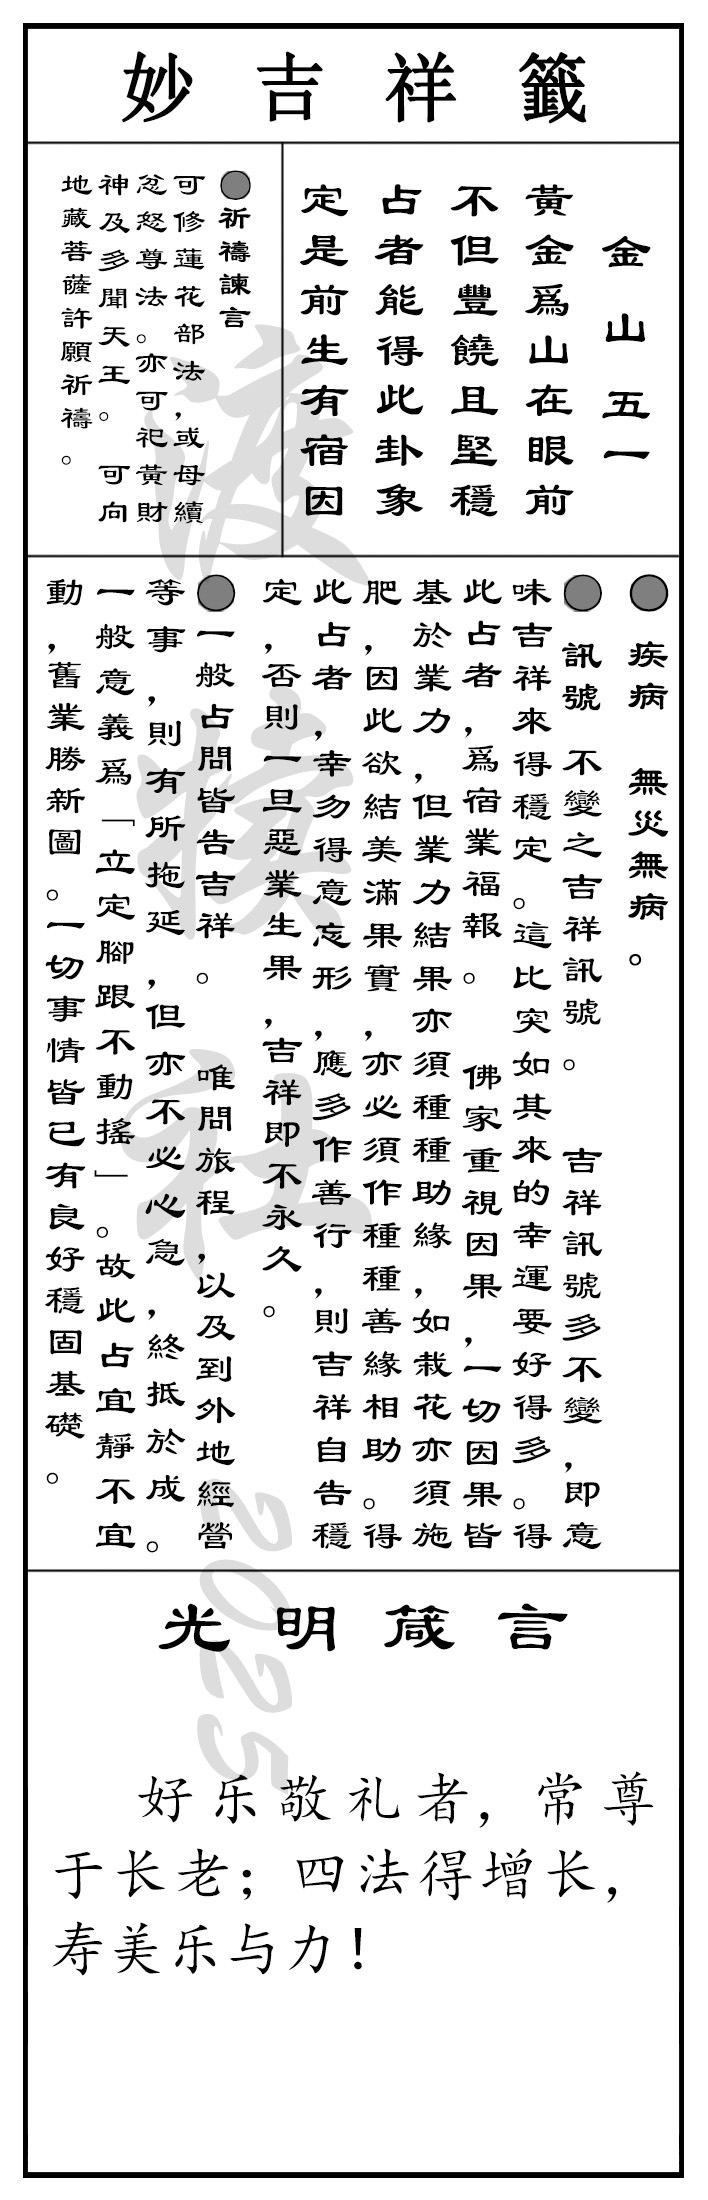 妙吉祥籤
金山五一
黃金爲山在眼前
不但豐饒且堅穩
占者能得此卦象
定是前生有宿因
●祈禱諫言
可修蓮花部法，或母續
忿怒尊法。亦可祀黃財
神及多聞天王。 可向
地藏菩薩許願祈禱。
● 疾病 無災無病。
● 訊號 不變之吉祥訊號。 吉祥訊號多不變，即意
味吉祥來得穩定。這比突如其來的幸運要好得多。得
此占者，爲宿業福報。 佛家重視因果，一切因果皆
基於業力，但業力結果亦須種種助緣，如栽花亦須施
肥，因此欲結美滿果實，亦必須作種種善緣相助。得
此占者，幸勿得意忘形，應多作善行，則吉祥自告穩
定，否則一旦惡業生果，吉祥即不永久。
●一般占問皆告吉祥。 唯問旅程，以及到外地經營
等事，則有所拖延，但亦不必心急，終抵於成。
一般意義爲「立定腳跟不動搖」。故此占宜靜不宜
動，舊業勝新圖。一切事情皆已有良好穩固基礎。
光明箴言
好乐敬礼者，常尊
于长老；四法得增长，
寿美乐与力！
渡
社
2025